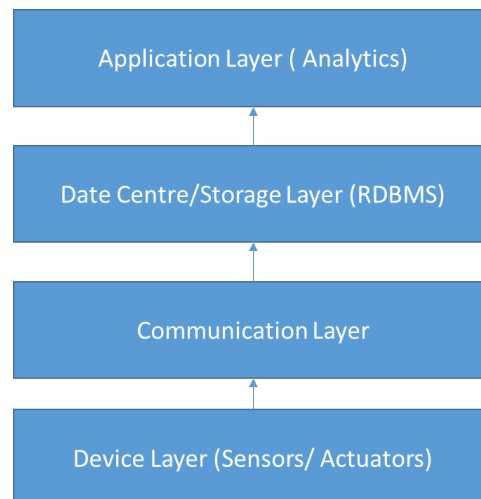 Application Layer ( Analytics)
Date Centre/Storage Layer (RDBMS)
Communication Layer
Device Layer (Sensors/ Actuators)